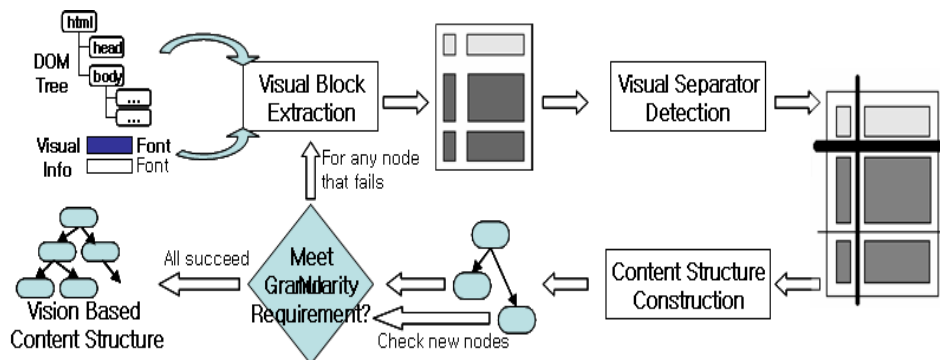 html
head
body
...
...
DOM
Tree
Visual
Info
Font
Font
Visual Block
Extraction
Visual Separator
Detection
For any node
that fails
Content Structure
Construction
Meet
Granularity
Requirement?
All succeed
Check new nodes
Vision Based
Content Structure